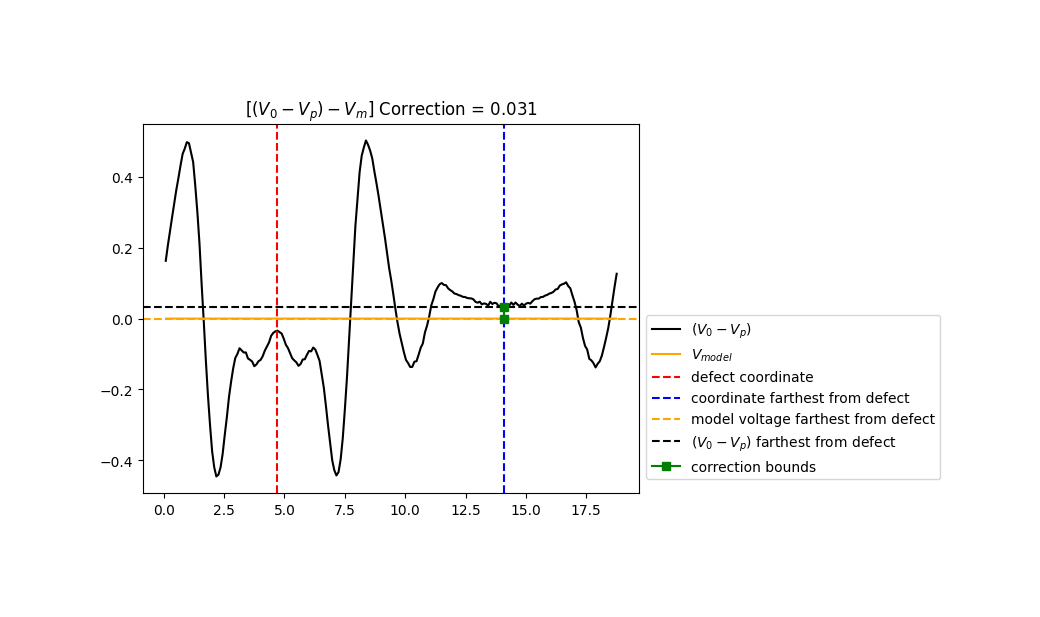 [(V₀ − Vₚ) − Vₘ] Correction = 0.031
0.4
0.2
0.0
−0.2
−0.4
0.0 2.5 5.0 7.5 10.0 12.5 15.0 17.5
(V₀ − Vₚ)
Vₘₒdₑₗ
defect coordinate
coordinate farthest from defect
model voltage farthest from defect
(V₀ − Vₚ) farthest from defect
correction bounds